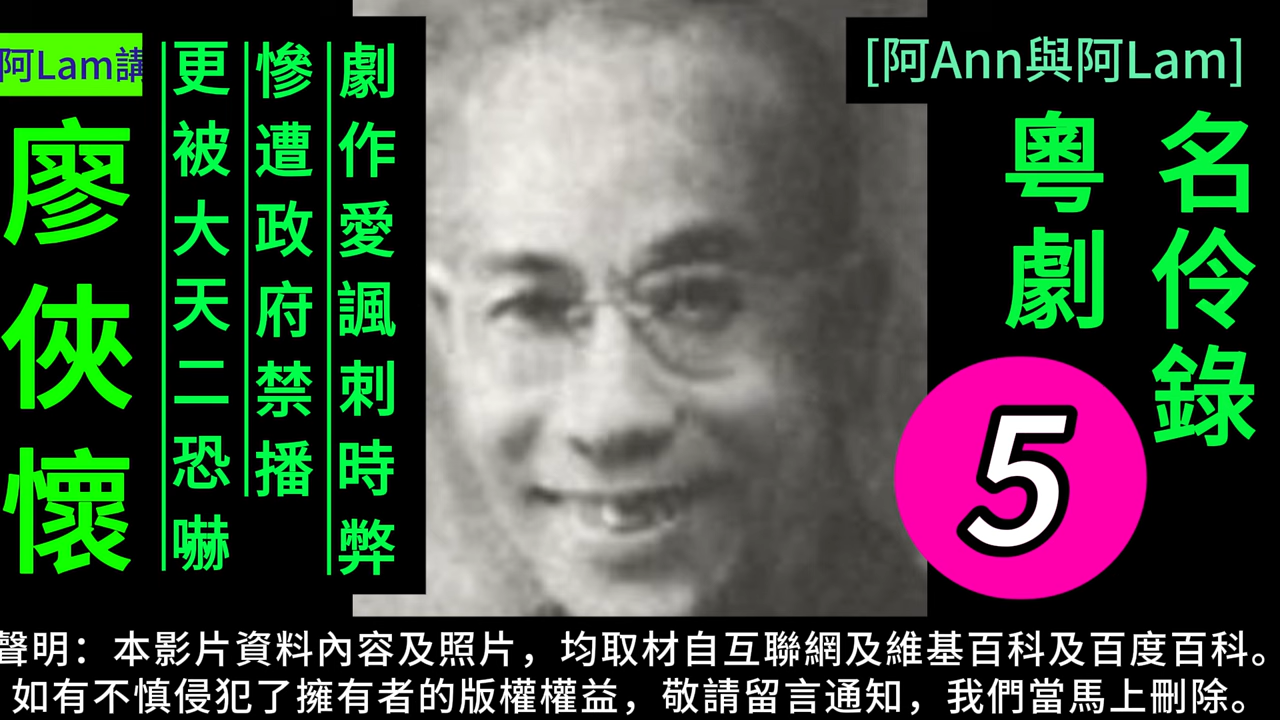 [阿Ann與阿Lam]
名伶錄
粵劇
5
劇作愛諷刺時弊
慘遭政府禁播
更被大天二恐嚇
阿Lam講
廖俠懷
聲明：本影片資料內容及照片，均取材自互聯網及維基百科及百度百科。
如有不慎侵犯了擁有者的版權權益，敬請留言通知，我們當馬上刪除。